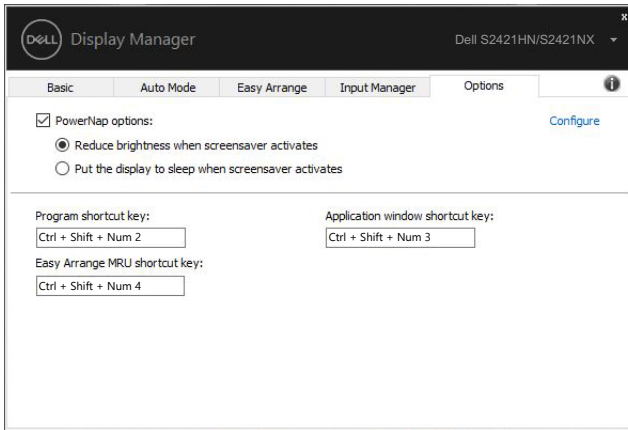 x
DELL Display Manager
Dell S2421HN/S2421NX
Basic Auto Mode Easy Arrange Input Manager Options
PowerNap options: Configure
Reduce brightness when screensaver activates
Put the display to sleep when screensaver activates
Program shortcut key: Application window shortcut key:
Ctrl + Shift + Num 2 Ctrl + Shift + Num 3
Easy Arrange MRU shortcut key:
Ctrl + Shift + Num 4